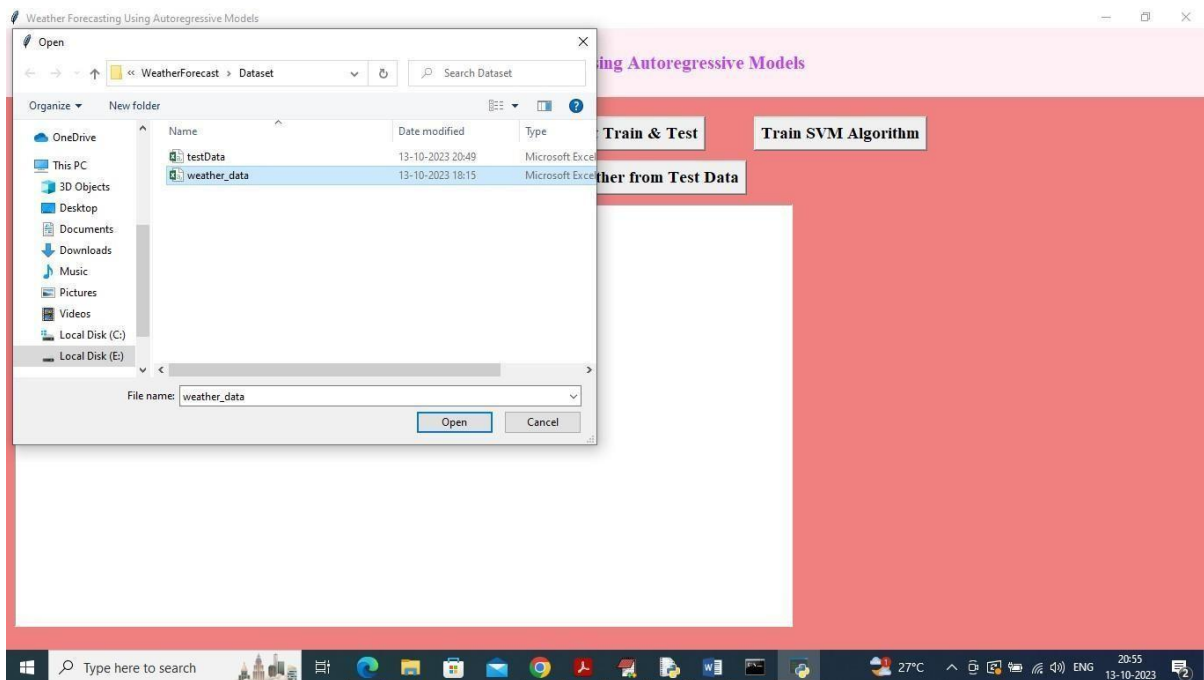 Weather Forecasting Using Autoregressive Models
Open
ing Autoregressive Models
« WeatherForecast › Dataset
Search Dataset
Organize
New folder
Train & Test
Train SVM Algorithm
ther from Test Data
OneDrive
This PC
3D Objects
Desktop
Documents
Downloads
Music
Pictures
Videos
Local Disk (C:)
Local Disk (E:)
Name Date modified Type
testData 13-10-2023 20:49 Microsoft Excel
weather_data 13-10-2023 18:15 Microsoft Excel
File name: weather_data
Open Cancel
Type here to search
27°C
ENG
20:55
13-10-2023
2